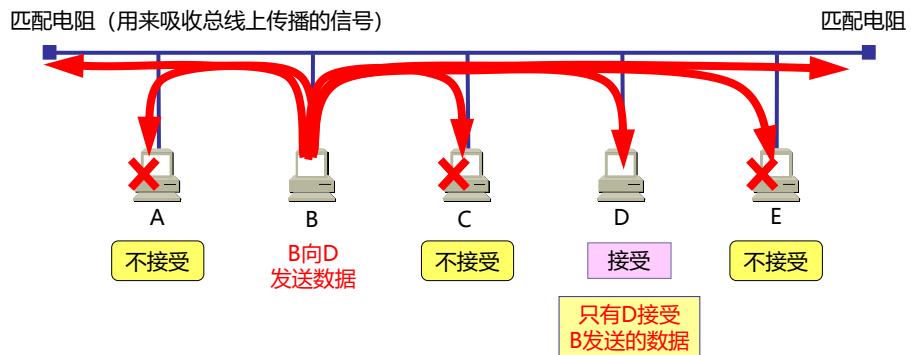 匹配电阻（用来吸收总线上传播的信号）
匹配电阻
A
B
C
D
E
不接受
B向D
发送数据
不接受
接受
不接受
只有D接受
B发送的数据